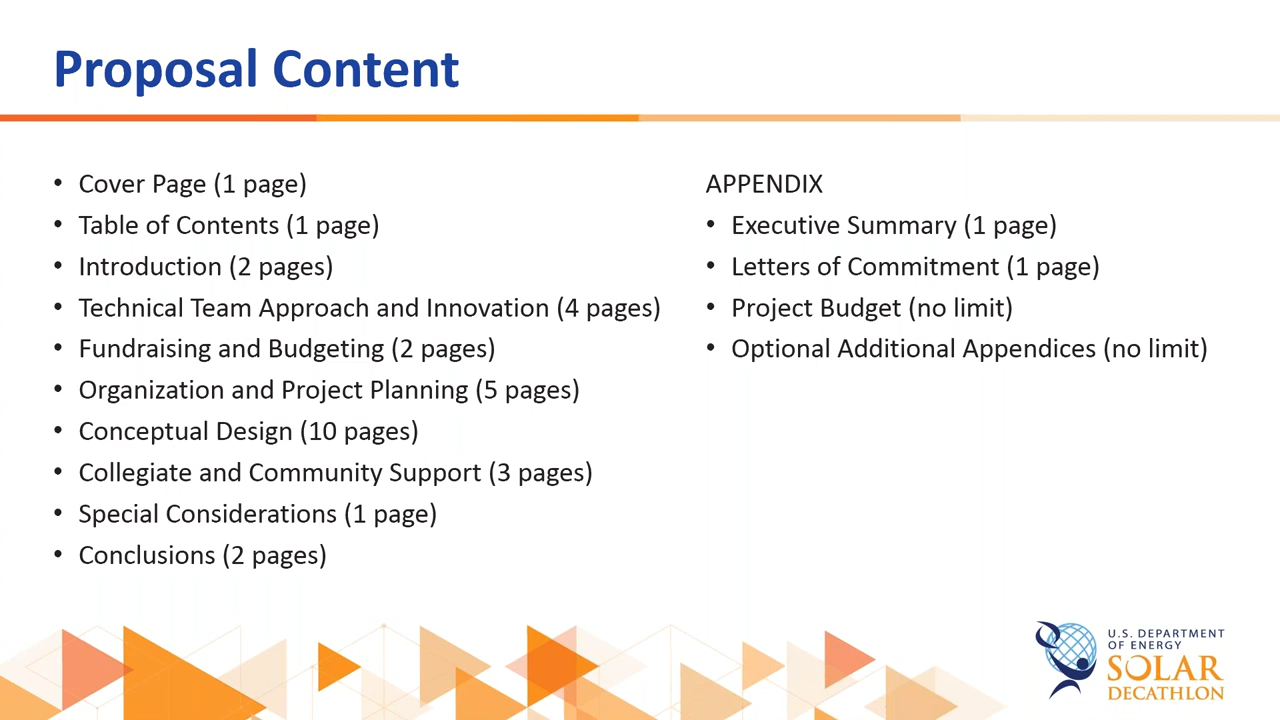 Proposal Content
• Cover Page (1 page)
• Table of Contents (1 page)
• Introduction (2 pages)
• Technical Team Approach and Innovation (4 pages)
• Fundraising and Budgeting (2 pages)
• Organization and Project Planning (5 pages)
• Conceptual Design (10 pages)
• Collegiate and Community Support (3 pages)
• Special Considerations (1 page)
• Conclusions (2 pages)
APPENDIX
• Executive Summary (1 page)
• Letters of Commitment (1 page)
• Project Budget (no limit)
• Optional Additional Appendices (no limit)
U.S. DEPARTMENT
OF ENERGY
SOLAR
DECATHLON